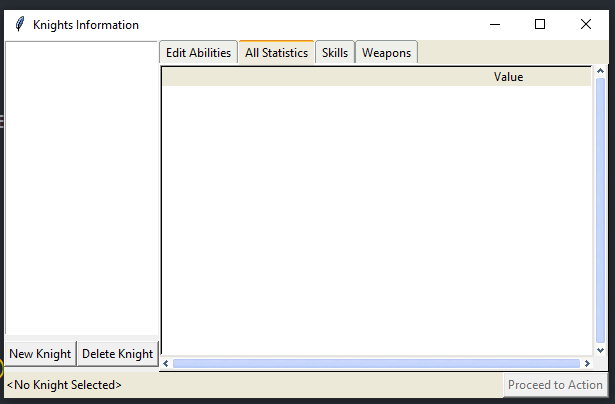 Knights Information
Edit Abilities All Statistics Skills Weapons
Value
New Knight Delete Knight
<No Knight Selected> Proceed to Action